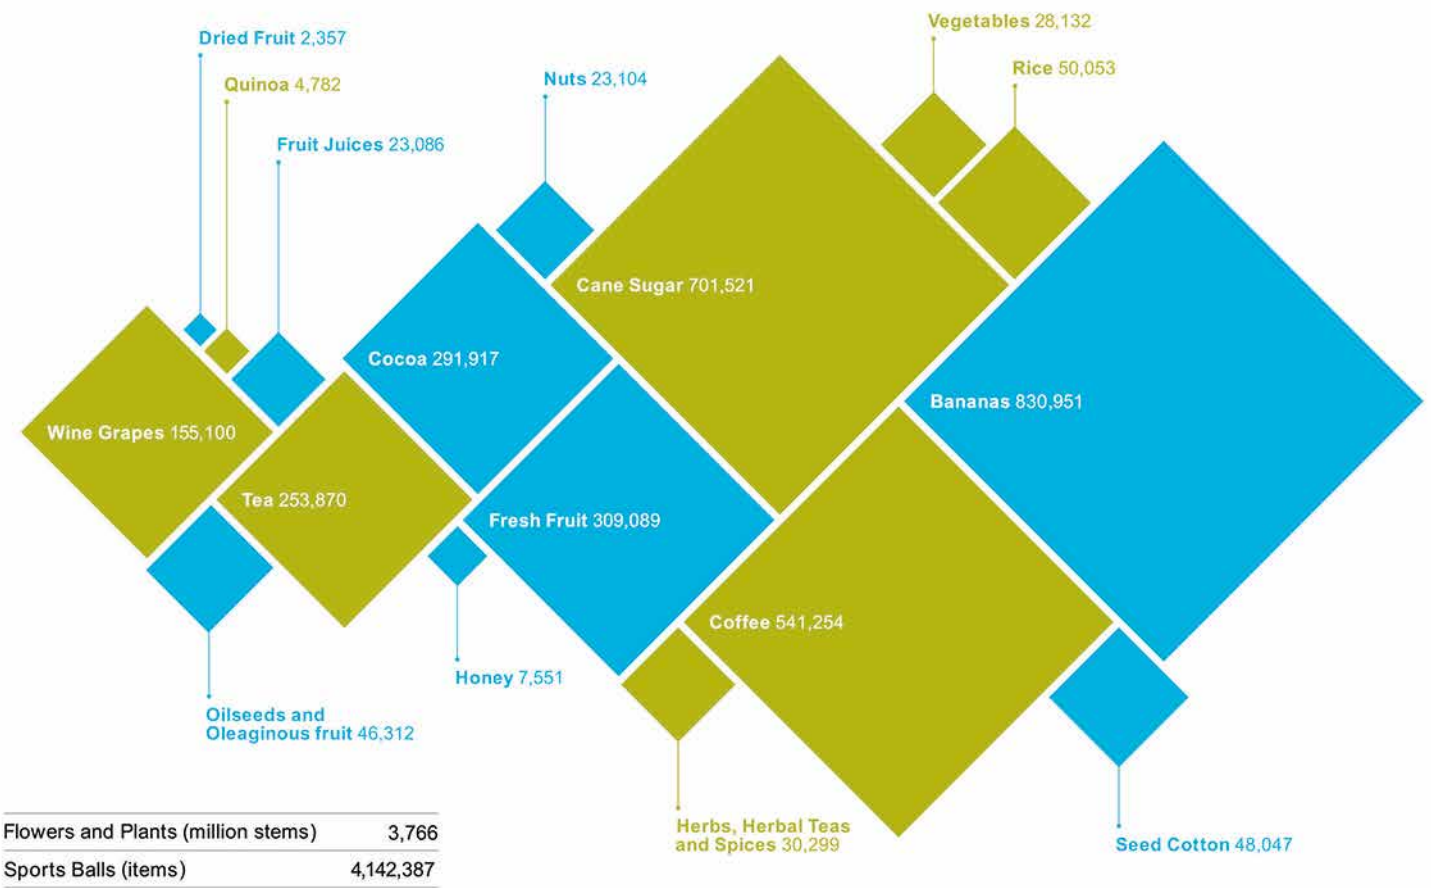 Vegetables 28,132
Dried Fruit 2,357
Rice 50,053
Nuts 23,104
Quinoa 4,782
Fruit Juices 23,086
Cane Sugar 701,521
Cocoa 291,917
Bananas 830,951
Wine Grapes 155,100
Tea 253,870
Fresh Fruit 309,089
Coffee 541,254
Honey 7,551
Oilseeds and
Oleaginous fruit 46,312
Herbs, Herbal Teas
and Spices 30,299
Seed Cotton 48,047
Flowers and Plants (million stems) 3,766
Sports Balls (items) 4,142,387